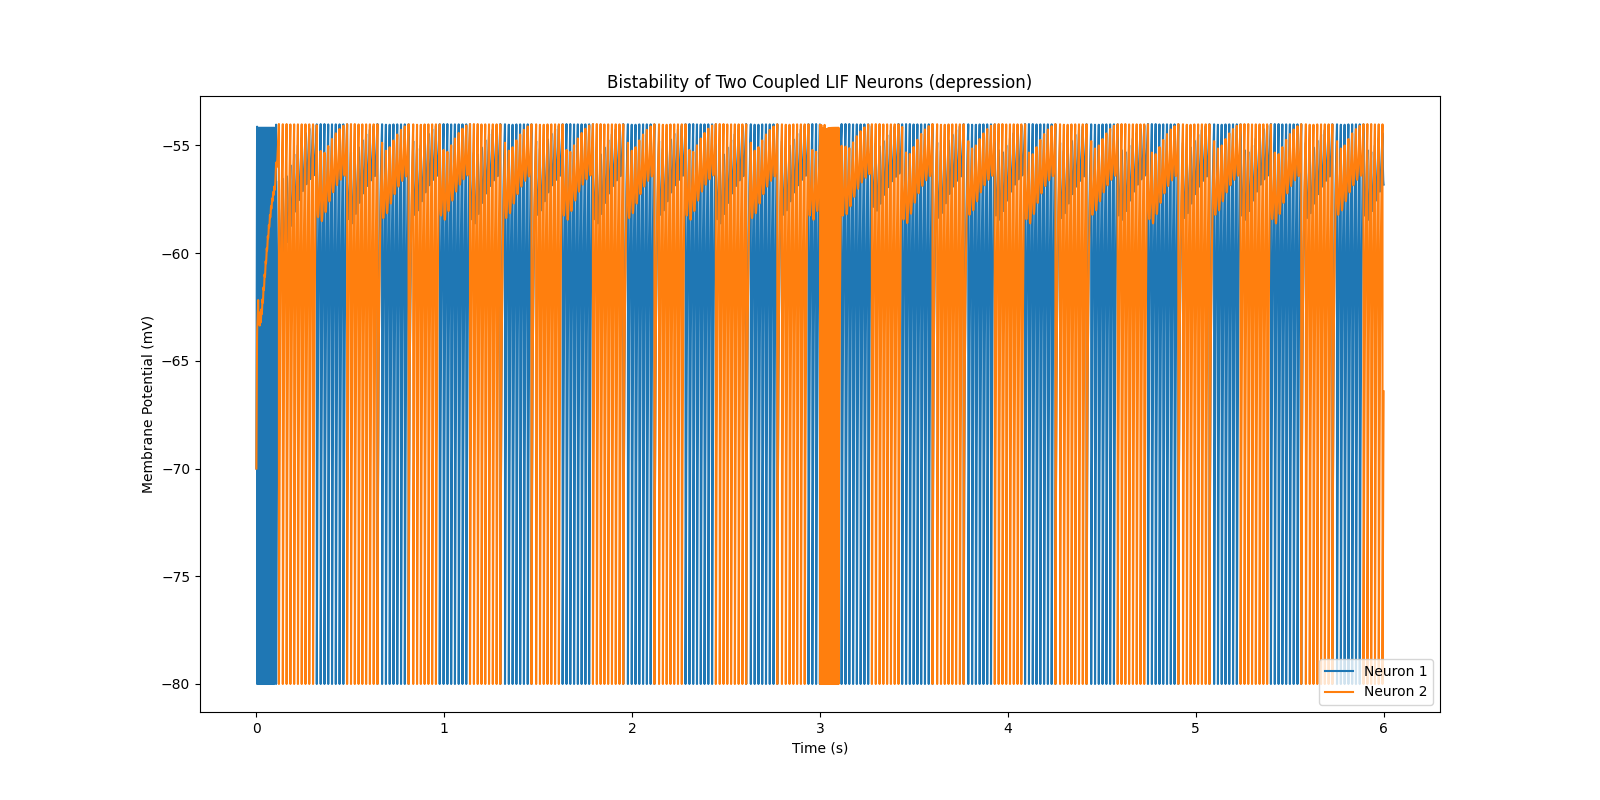 Bistability of Two Coupled LIF Neurons (depression)
Membrane Potential (mV)
−55
−60
−65
−70
−75
−80
0 1 2 3 4 5 6
Time (s)
Neuron 1
Neuron 2